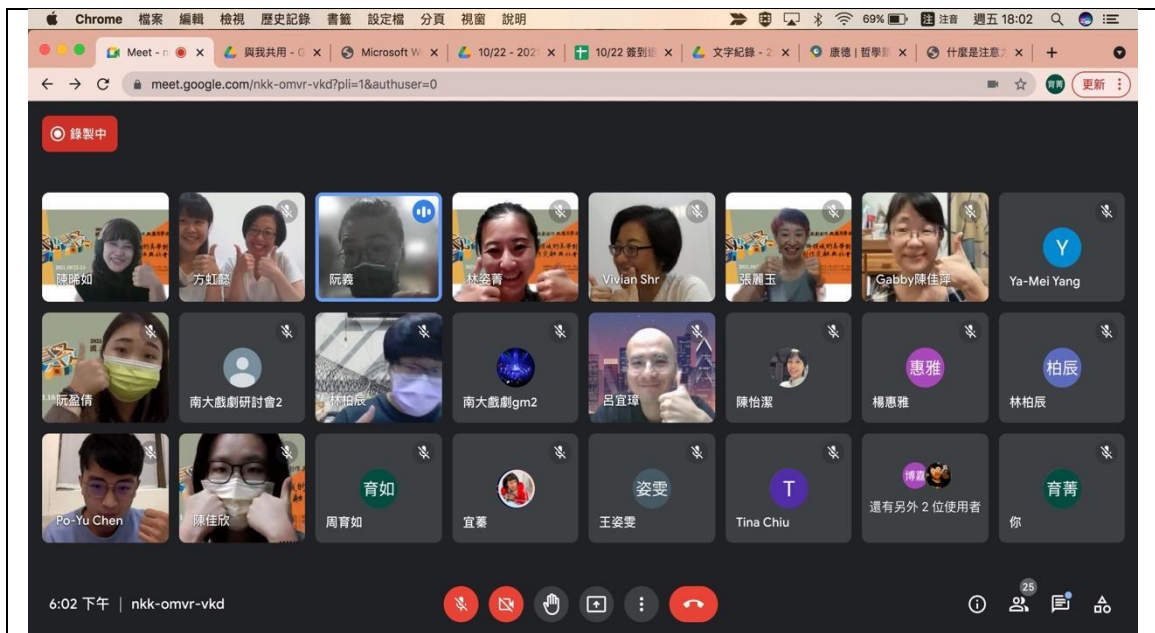 Chrome 檔案 編輯 檢視 歷史記錄 書籤 設定檔 分頁 視窗 說明 69% 注音 週五 18:02
Meet - n 與我共用 - G Microsoft W 10/22 - 202 10/22 簽到 文字紀錄 - 2 康德 | 哲學 什麼是注意
meet.google.com/nkk-omvr-vkd?pli=1&authuser=0 育菁 更新
錄製中
Y
陳晞如 方虹懿 阮義 林姿菁 Vivian Shr 張麗玉 Gabby陳佳萍 Ya-Mei Yang
惠雅 柏辰
阮盈倩 南大戲劇研討會2 林柏辰 南大戲劇gm2 呂宜璋 陳怡潔 楊惠雅 林柏辰
育如 姿雯 T 博嘉 育菁
Po-Yu Chen 陳佳欣 周育如 宜蓁 王姿雯 Tina Chiu 還有另外 2 位使用者 你
6:02 下午 | nkk-omvr-vkd 25